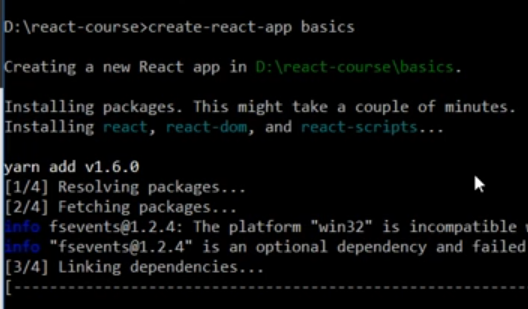 D:\react-course>create-react-app basics
Creating a new React app in D:\react-course\basics.
Installing packages. This might take a couple of minutes.
Installing react, react-dom, and react-scripts...
yarn add v1.6.0
[1/4] Resolving packages...
[2/4] Fetching packages...
info fsevents@1.2.4: The platform "win32" is incompatible
info "fsevents@1.2.4" is an optional dependency and failed
[3/4] Linking dependencies...
[----------------------------------------------------------------